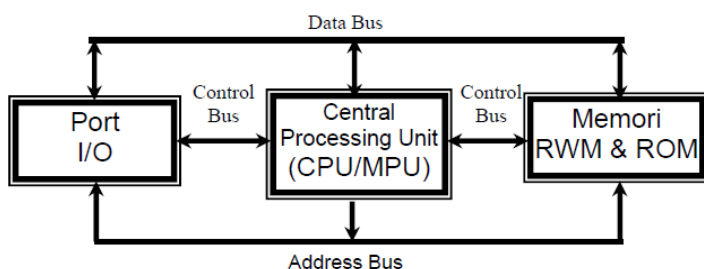 Data Bus
Control
Bus
Control
Bus
Port
I/O
Central
Processing Unit
(CPU/MPU)
Memori
RWM & ROM
Address Bus